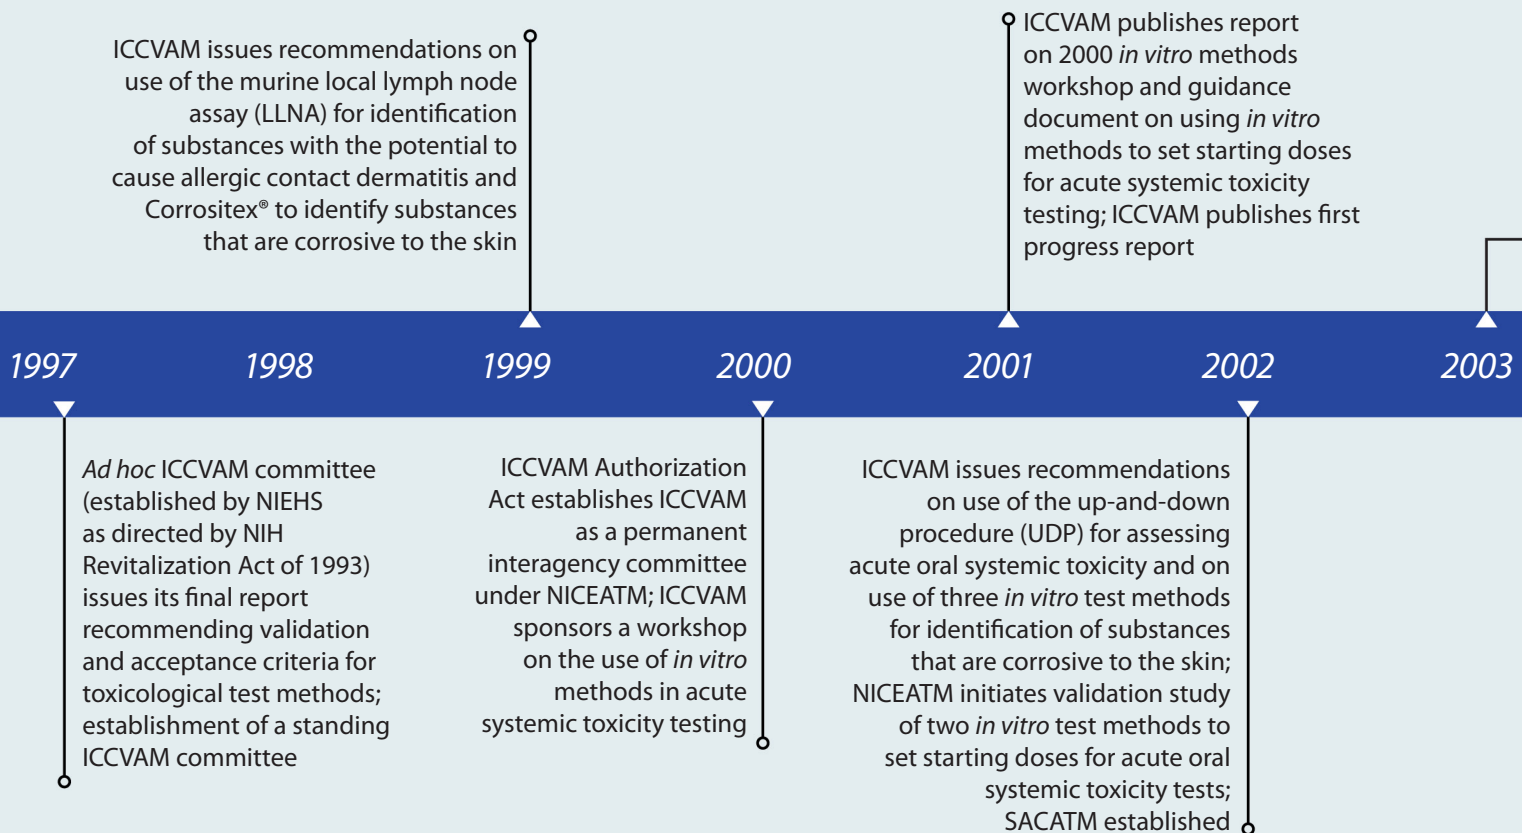 ICCVAM issues recommendations on
use of the murine local lymph node
assay (LLNA) for identification
of substances with the potential to
cause allergic contact dermatitis and
Corrositex® to identify substances
that are corrosive to the skin
ICCVAM publishes report
on 2000 in vitro methods
workshop and guidance
document on using in vitro
methods to set starting doses
for acute systemic toxicity
testing; ICCVAM publishes first
progress report
1997 1998 1999 2000 2001 2002 2003
Ad hoc ICCVAM committee
(established by NIEHS
as directed by NIH
Revitalization Act of 1993)
issues its final report
recommending validation
and acceptance criteria for
toxicological test methods;
establishment of a standing
ICCVAM committee
ICCVAM Authorization
Act establishes ICCVAM
as a permanent
interagency committee
under NICEATM; ICCVAM
sponsors a workshop
on the use of in vitro
methods in acute
systemic toxicity testing
ICCVAM issues recommendations
on use of the up-and-down
procedure (UDP) for assessing
acute oral systemic toxicity and on
use of three in vitro test methods
for identification of substances
that are corrosive to the skin;
NICEATM initiates validation study
of two in vitro test methods to
set starting doses for acute oral
systemic toxicity tests;
SACATM established